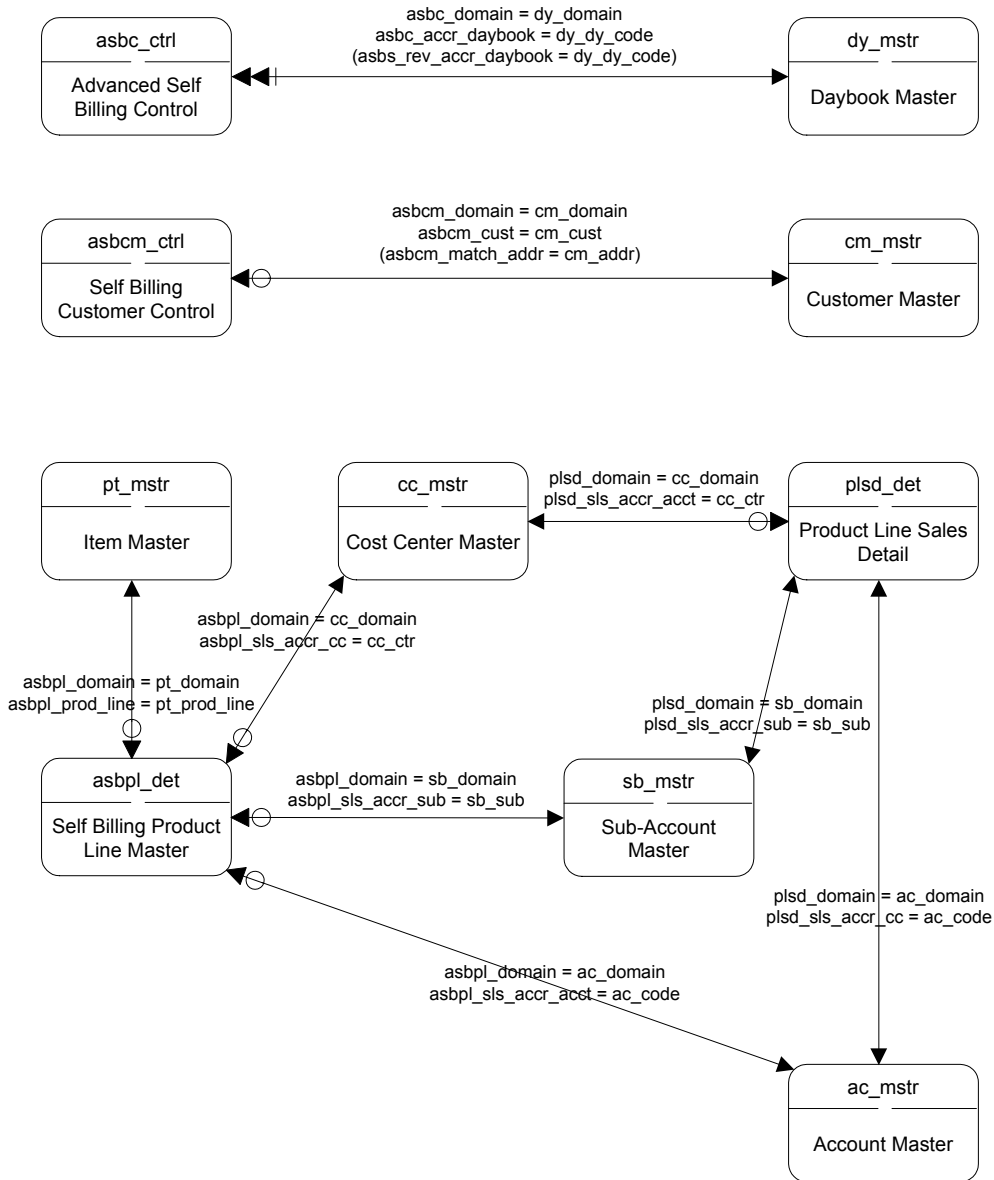 asbc_ctrl
Advanced Self
Billing Control
asbc_domain = dy_domain
asbc_accr_daybook = dy_dy_code
(asbs_rev_accr_daybook = dy_dy_code)
dy_mstr
Daybook Master
asbcm_ctrl
Self Billing
Customer Control
asbcm_domain = cm_domain
asbcm_cust = cm_cust
(asbcm_match_addr = cm_addr)
cm_mstr
Customer Master
pt_mstr
Item Master
cc_mstr
Cost Center Master
plsd_domain = cc_domain
plsd_sls_accr_acct = cc_ctr
plsd_det
Product Line Sales
Detail
asbpl_domain = cc_domain
asbpl_sls_accr_cc = cc_ctr
asbpl_domain = pt_domain
asbpl_prod_line = pt_prod_line
plsd_domain = sb_domain
plsd_sls_accr_sub = sb_sub
asbpl_det
Self Billing Product
Line Master
asbpl_domain = sb_domain
asbpl_sls_accr_sub = sb_sub
sb_mstr
Sub-Account
Master
plsd_domain = ac_domain
plsd_sls_accr_cc = ac_code
asbpl_domain = ac_domain
asbpl_sls_accr_acct = ac_code
ac_mstr
Account Master